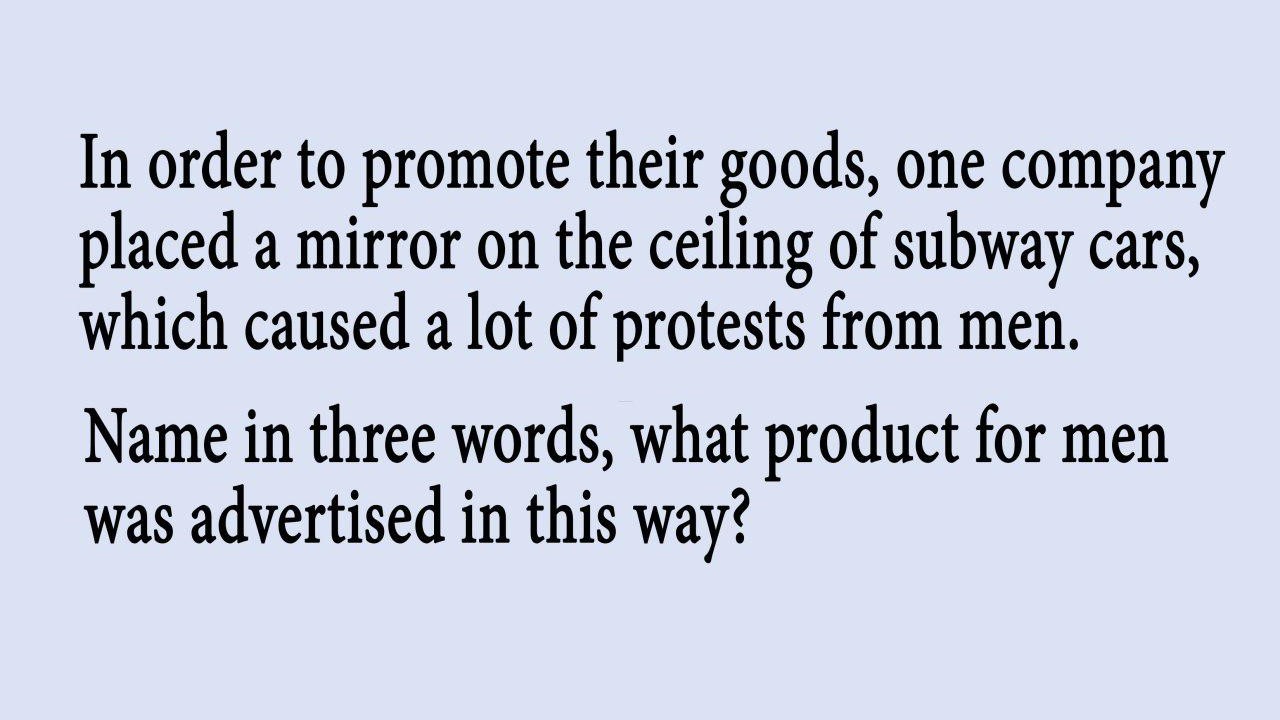 In order to promote their goods, one company
placed a mirror on the ceiling of subway cars,
which caused a lot of protests from men.
Name in three words, what product for men
was advertised in this way?